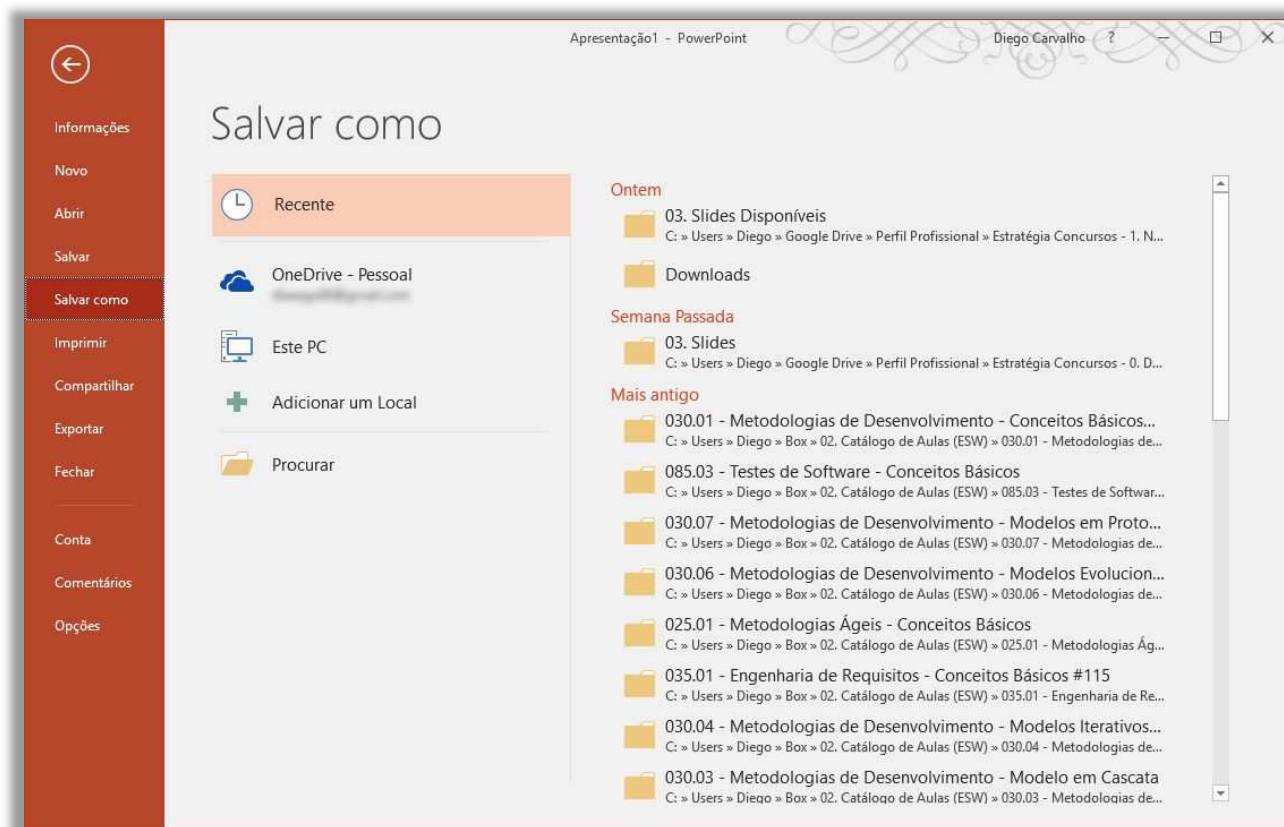 Apresentação1 - PowerPoint
Diego Carvalho
?
Informações
Novo
Abrir
Salvar
Salvar como
Imprimir
Compartilhar
Exportar
Fechar
Conta
Comentários
Opções
Salvar como
Recente
OneDrive - Pessoal
Este PC
Adicionar um Local
Procurar
Ontem
03. Slides Disponíveis
C: » Users » Diego » Google Drive » Perfil Profissional » Estratégia Concursos - 1. N...
Downloads
Semana Passada
03. Slides
C: » Users » Diego » Google Drive » Perfil Profissional » Estratégia Concursos - 0. D...
Mais antigo
030.01 - Metodologias de Desenvolvimento - Conceitos Básicos...
C: » Users » Diego » Box » 02. Catálogo de Aulas (ESW) » 030.01 - Metodologias de...
085.03 - Testes de Software - Conceitos Básicos
C: » Users » Diego » Box » 02. Catálogo de Aulas (ESW) » 085.03 - Testes de Softwar...
030.07 - Metodologias de Desenvolvimento - Modelos em Proto...
C: » Users » Diego » Box » 02. Catálogo de Aulas (ESW) » 030.07 - Metodologias de...
030.06 - Metodologias de Desenvolvimento - Modelos Evolucion...
C: » Users » Diego » Box » 02. Catálogo de Aulas (ESW) » 030.06 - Metodologias de...
025.01 - Metodologias Ágeis - Conceitos Básicos
C: » Users » Diego » Box » 02. Catálogo de Aulas (ESW) » 025.01 - Metodologias Ág...
035.01 - Engenharia de Requisitos - Conceitos Básicos #115
C: » Users » Diego » Box » 02. Catálogo de Aulas (ESW) » 035.01 - Engenharia de Re...
030.04 - Metodologias de Desenvolvimento - Modelos Iterativos...
C: » Users » Diego » Box » 02. Catálogo de Aulas (ESW) » 030.04 - Metodologias de...
030.03 - Metodologias de Desenvolvimento - Modelo em Cascata
C: » Users » Diego » Box » 02. Catálogo de Aulas (ESW) » 030.03 - Metodologias de...